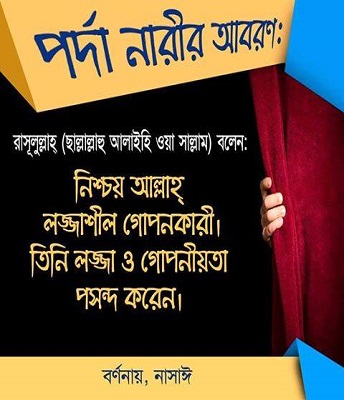 পর্দা নারীর আবরণ:
রাসূলুল্লাহ্ (ছাল্লাল্লাহু আলাইহি ওয়া সাল্লাম) বলেন:
নিশ্চয় আল্লাহ্
লজ্জাশীল গোপনকারী।
তিনি লজ্জা ও গোপনীয়তা
পসন্দ করেন।
বর্ণনায়, নাসাঈ